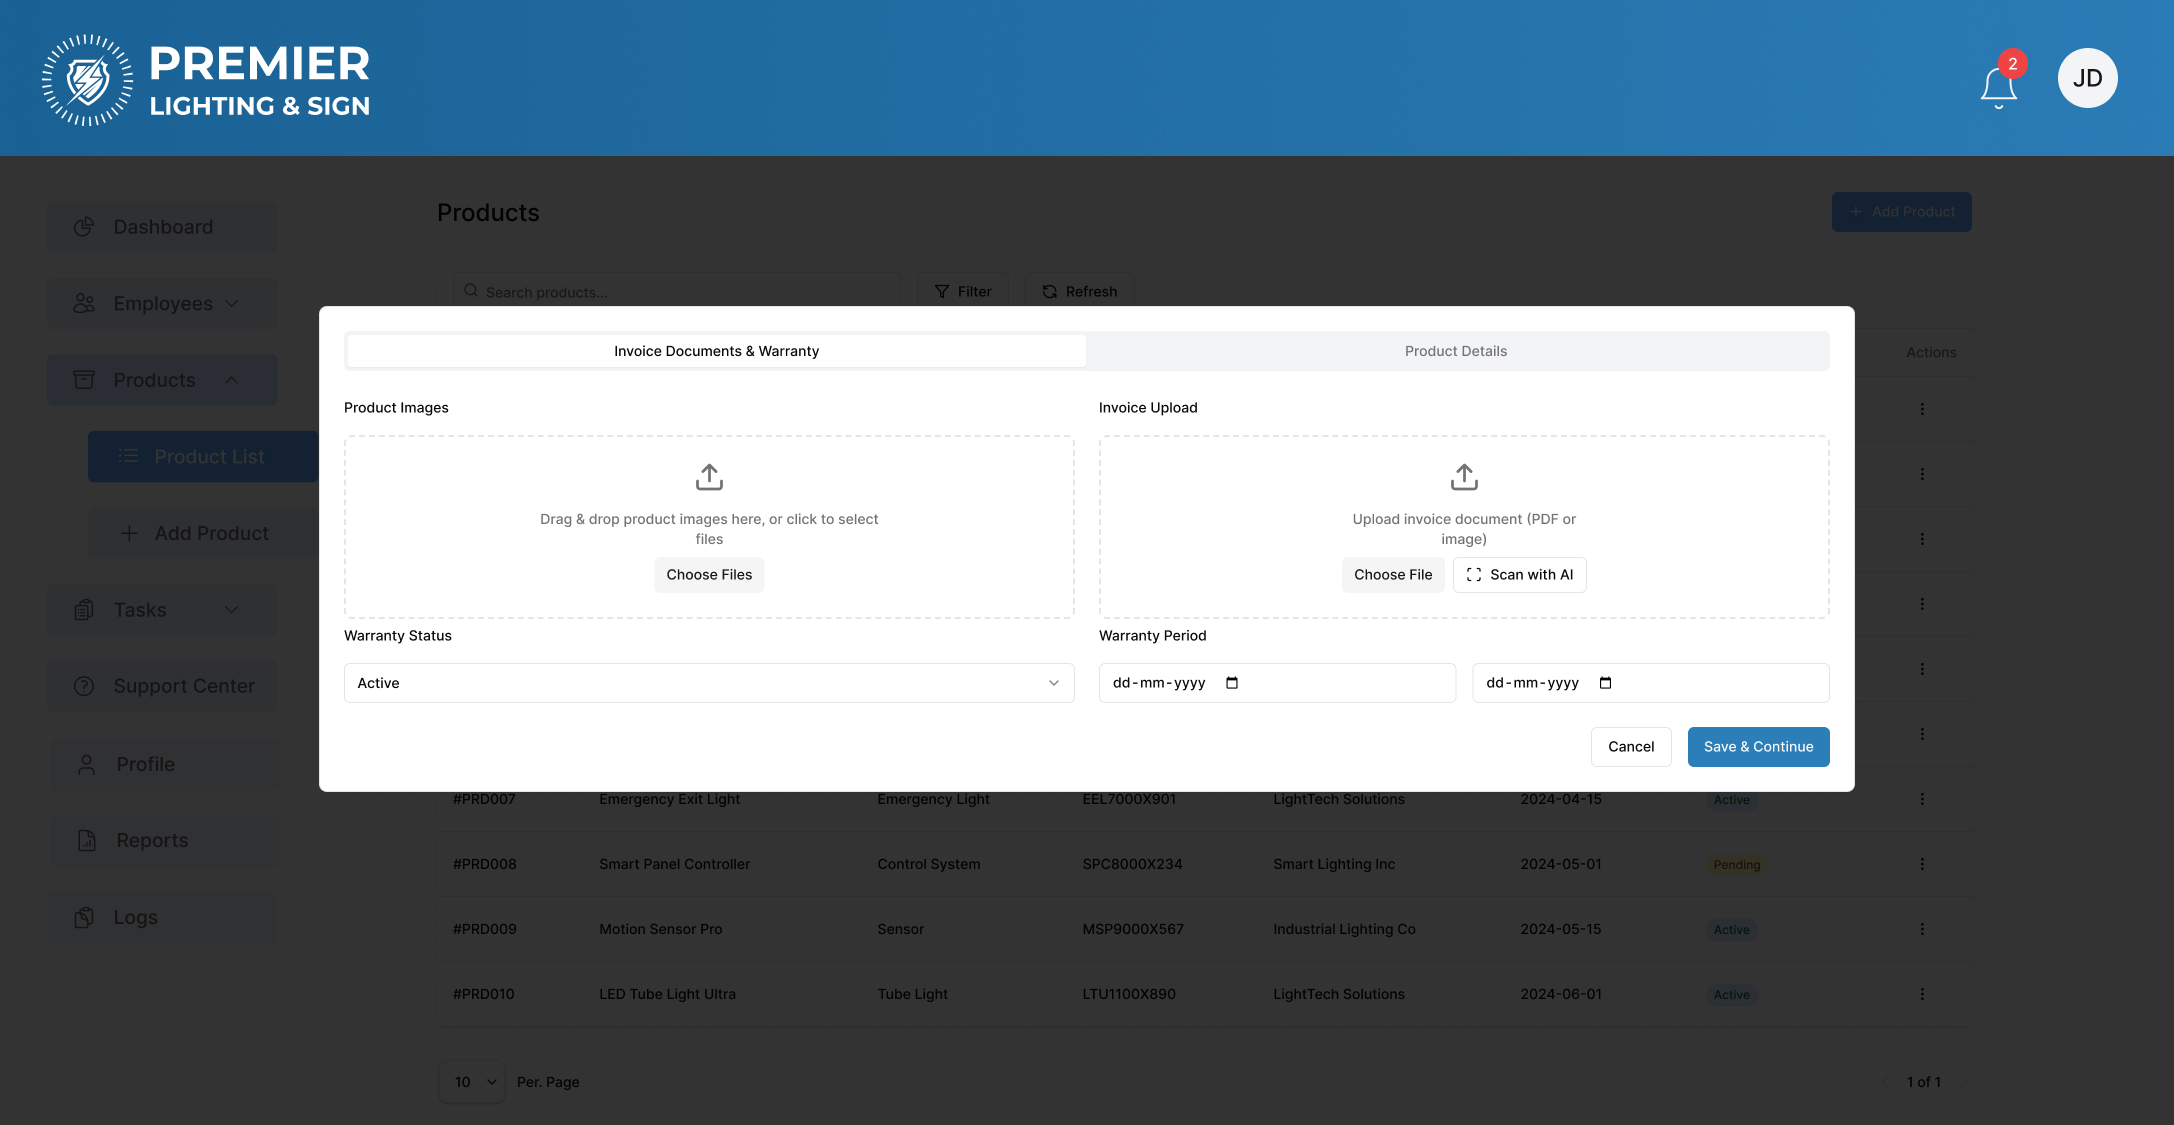 PREMIER
LIGHTING & SIGN
2
JD
Dashboard
Employees
Products
Product List
Add Product
Tasks
Support Center
Profile
Reports
Logs
Products
Add Product
Search products...
Filter
Refresh
Actions
Invoice Documents & Warranty
Product Details
Product Images
Drag & drop product images here, or click to select
files
Choose Files
Invoice Upload
Upload invoice document (PDF or
image)
Choose File
Scan with AI
Warranty Status
Active
Warranty Period
dd-mm-yyyy
dd-mm-yyyy
Cancel
Save & Continue
#PRD007 Emergency Exit Light Emergency Light EEL7000X901 LightTech Solutions 2024-04-15 Active
#PRD008 Smart Panel Controller Control System SPC8000X234 Smart Lighting Inc 2024-05-01 Pending
#PRD009 Motion Sensor Pro Sensor MSP9000X567 Industrial Lighting Co 2024-05-15 Active
#PRD010 LED Tube Light Ultra Tube Light LTU1100X890 LightTech Solutions 2024-06-01 Active
10 Per. Page
1 of 1